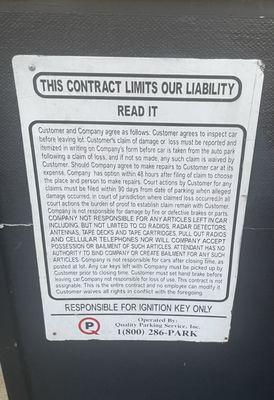 THIS CONTRACT LIMITS OUR LIABILITY
READ IT
Customer and Company agree as follows: Customer agrees to inspect car
before leaving lot. Customer's claim of damage or loss must be reported and
itemized in writing on Company's form before car is taken from the auto park
following a claim of loss, and if not so made, any such claim is waived by
Customer. Should Company agree to make repairs to Customer car at its
expense, Company has option within 48 hours after filing of claim to choose
the place and person to make repairs. Court actions by Customer for any
claims must be filed within 90 days from date of parking when alleged
damage occurred, in court of jurisdiction where claimed loss occurred.In all
court actions the burden of proof to establish claim remain with Customer.
Company is not responsible for damage by fire or defective brakes or parts.
COMPANY NOT RESPONSIBLE FOR ANY ARTICLES LEFT IN CAR
INCLUDING, BUT NOT LIMITED TO CD RADIOS, RADAR DETECTORS,
ANTENNAS, TAPE DECKS AND TAPE CARTRIDGES, PULL OUT RADIOS
AND CELLULAR TELEPHONES NOR WILL COMPANY ACCEPT
POSSESSION OR BAILMENT OF SUCH ARTICLES. ATTENDANT HAS NO
AUTHORITY TO BIND COMPANY OR CREATE BAILMENT FOR ANY SUCH
ARTICLES. Company is not responsible for cars after closing time, as
posted at lot. Any car keys left with Company must be picked up by
Customer prior to closing time. Customer must set hand brake before
leaving car. Company not responsible for loss of use. This contract is not
assignable. This is the entire contract and no employee can modify it.
Customer waives all rights in conflict with the foregoing.
RESPONSIBLE FOR IGNITION KEY ONLY
P
Operated By:
Quality Parking Service, Inc.
1(800) 286-PARK